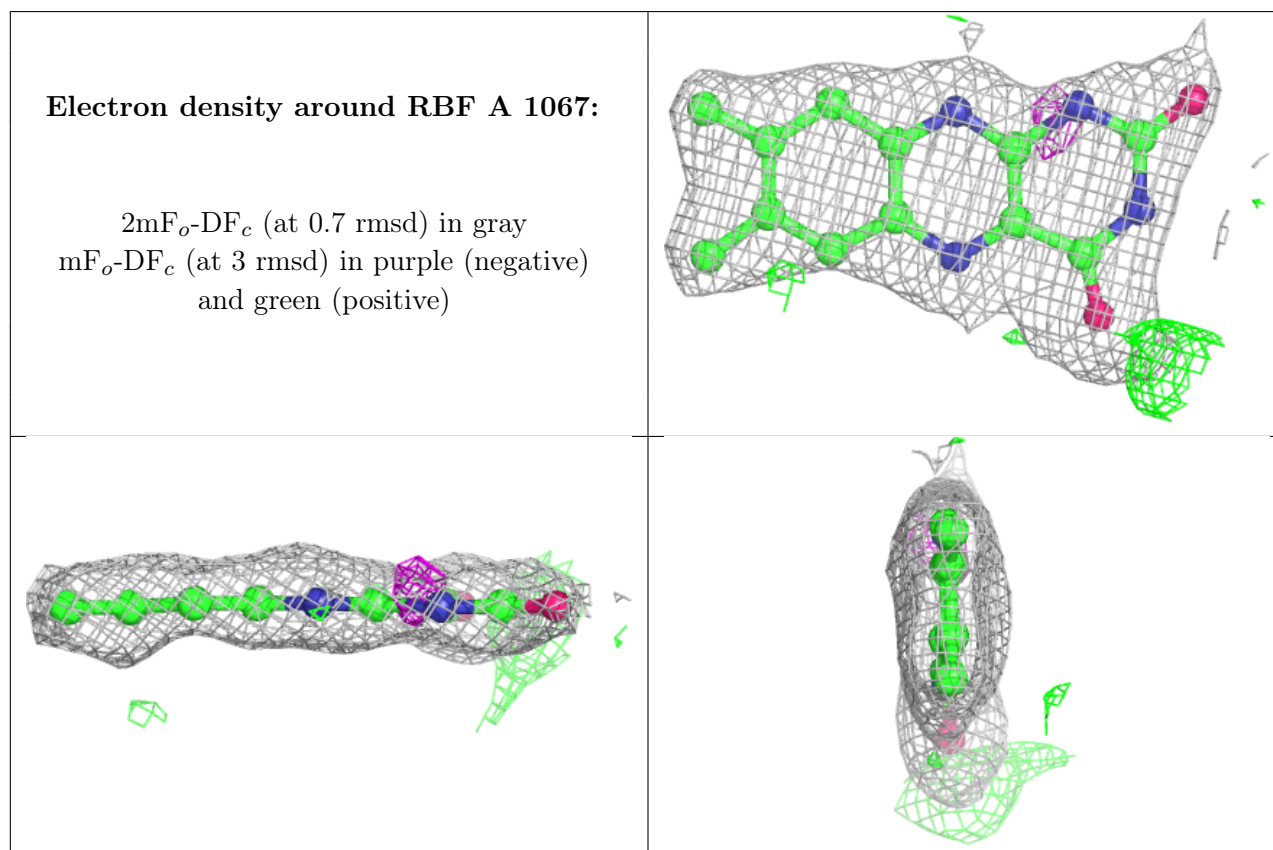 Electron density around RBF A 1067:
2mFₒ-DF𝒸 (at 0.7 rmsd) in gray
mFₒ-DF𝒸 (at 3 rmsd) in purple (negative)
and green (positive)